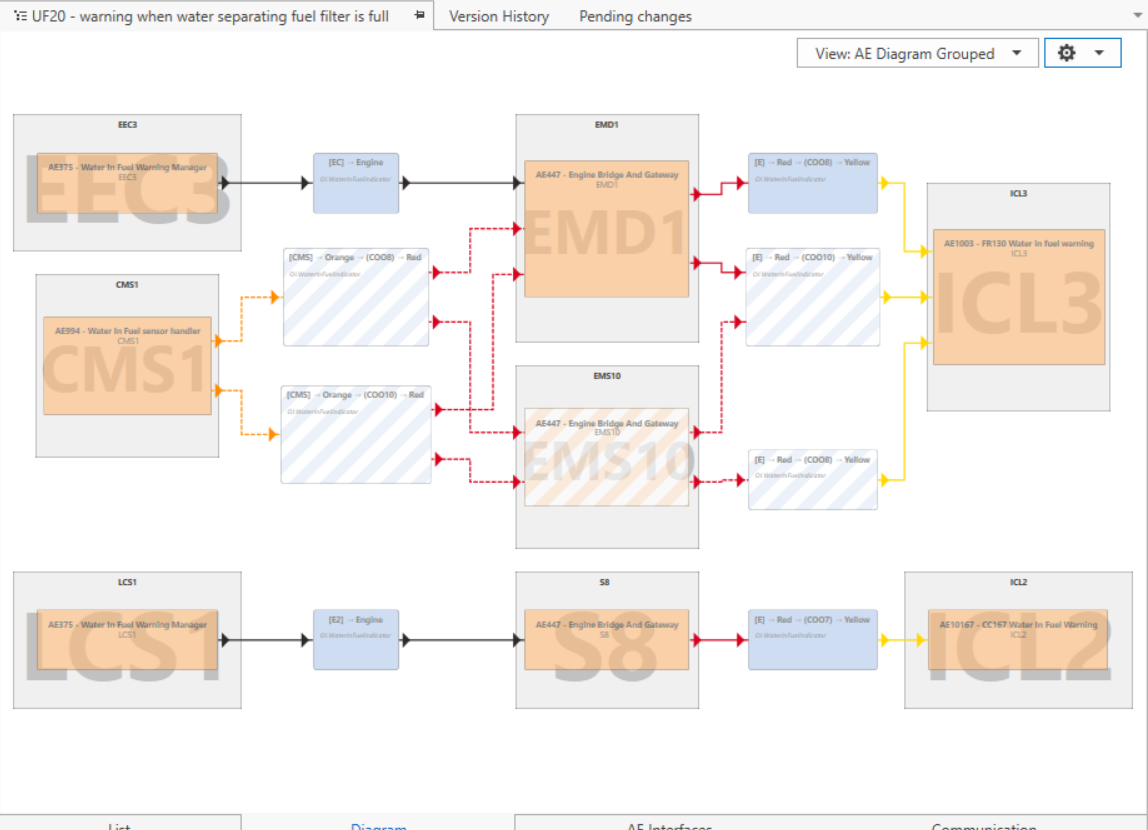 UF20 - warning when water separating fuel filter is full
Version History
Pending changes
View: AE Diagram Grouped
EEC3
AE375 - Water In Fuel Warning Manager
EEC3
EEC3
[EC] → Engine
OI.WaterInFuelIndicator
EMD1
AE447 - Engine Bridge And Gateway
EMD1
EMD1
[E] → Red → (COO8) → Yellow
OI.WaterInFuelIndicator
ICL3
AE1003 - FR130 Water in fuel warning
ICL3
ICL3
[CMS] → Orange → (COO8) → Red
OI.WaterInFuelIndicator
[E] → Red → (COO10) → Yellow
OI.WaterInFuelIndicator
CMS1
AE994 - Water In Fuel sensor handler
CMS1
CMS1
[CMS] → Orange → (COO10) → Red
OI.WaterInFuelIndicator
EMS10
AE447 - Engine Bridge And Gateway
EMS10
EMS10
[E] → Red → (COO8) → Yellow
OI.WaterInFuelIndicator
LCS1
AE375 - Water In Fuel Warning Manager
LCS1
LCS1
[E2] → Engine
OI.WaterInFuelIndicator
S8
AE447 - Engine Bridge And Gateway
S8
S8
[E] → Red → (COO7) → Yellow
OI.WaterInFuelIndicator
ICL2
AE10167 - CC167 Water In Fuel Warning
ICL2
ICL2
List
Diagram
AE Interfaces
Communication